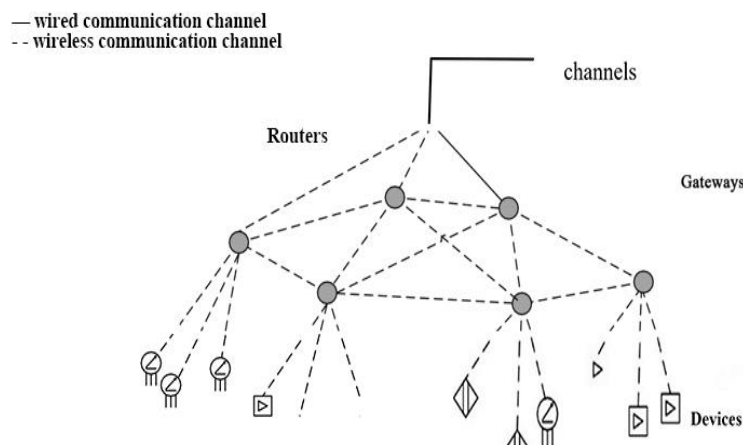 — wired communication channel
- - wireless communication channel
channels
Routers
Gateways
Devices